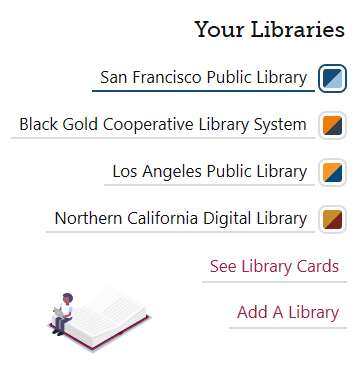 Your Libraries
San Francisco Public Library
Black Gold Cooperative Library System
Los Angeles Public Library
Northern California Digital Library
See Library Cards
Add A Library